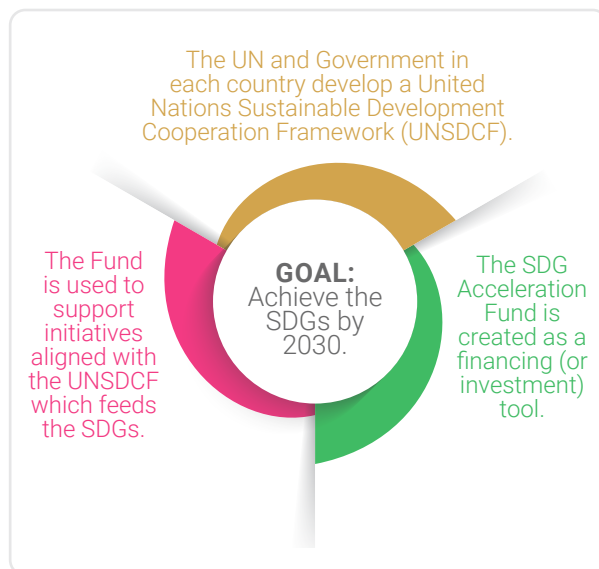 The UN and Government in
each country develop a United
Nations Sustainable Development
Cooperation Framework (UNSDCF).
GOAL:
Achieve the
SDGs by
2030.
The SDG
Acceleration
Fund is
created as a
financing (or
investment)
tool.
The Fund
is used to
support
initiatives
aligned with
the UNSDCF
which feeds
the SDGs.